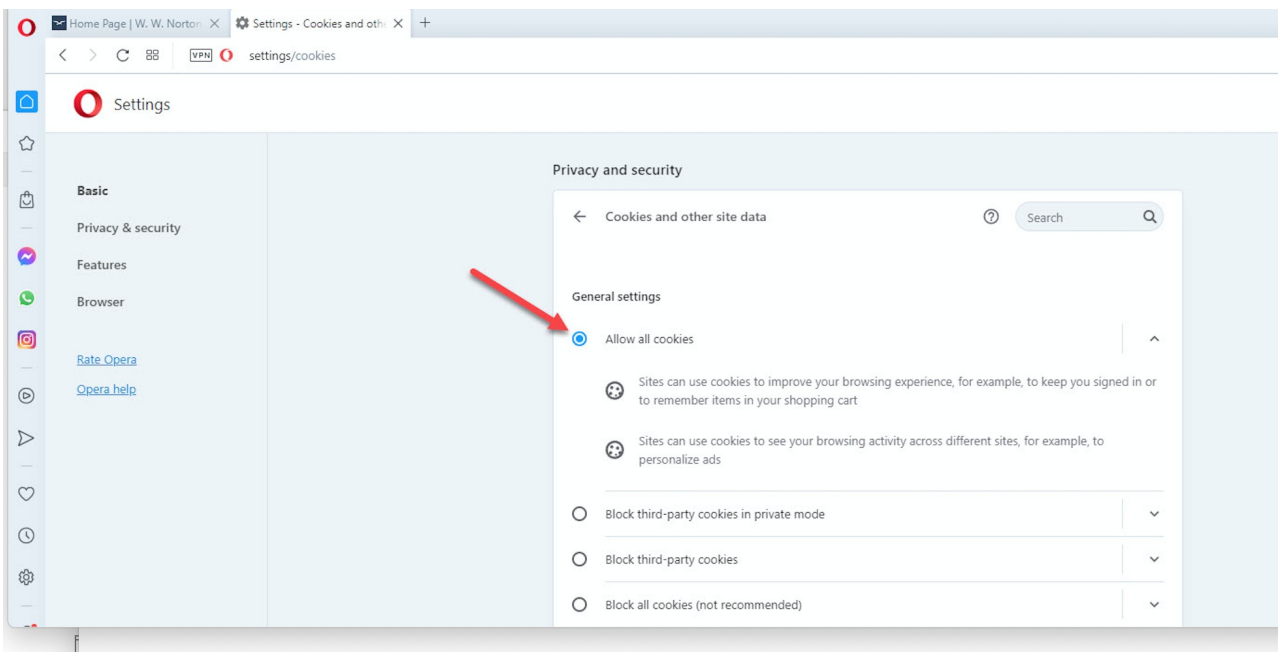 Home Page | W. W. Norton
Settings - Cookies and oth
VPN
settings/cookies
Settings
Basic
Privacy & security
Features
Browser
Rate Opera
Opera help
Privacy and security
Cookies and other site data
Search
General settings
Allow all cookies
Sites can use cookies to improve your browsing experience, for example, to keep you signed in or
to remember items in your shopping cart
Sites can use cookies to see your browsing activity across different sites, for example, to
personalize ads
Block third-party cookies in private mode
Block third-party cookies
Block all cookies (not recommended)